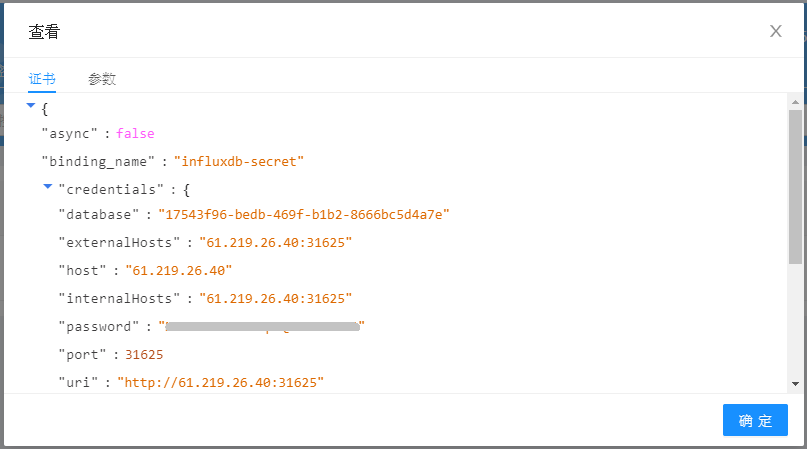 查看
证书 参数
{
"async" : false
"binding_name" : "influxdb-secret"
"credentials" : {
"database" : "17543f96-bedb-469f-b1b2-8666bc5d4a7e"
"externalHosts" : "61.219.26.40:31625"
"host" : "61.219.26.40"
"internalHosts" : "61.219.26.40:31625"
"password" : "
"port" : 31625
"uri" : "http://61.219.26.40:31625"
确 定